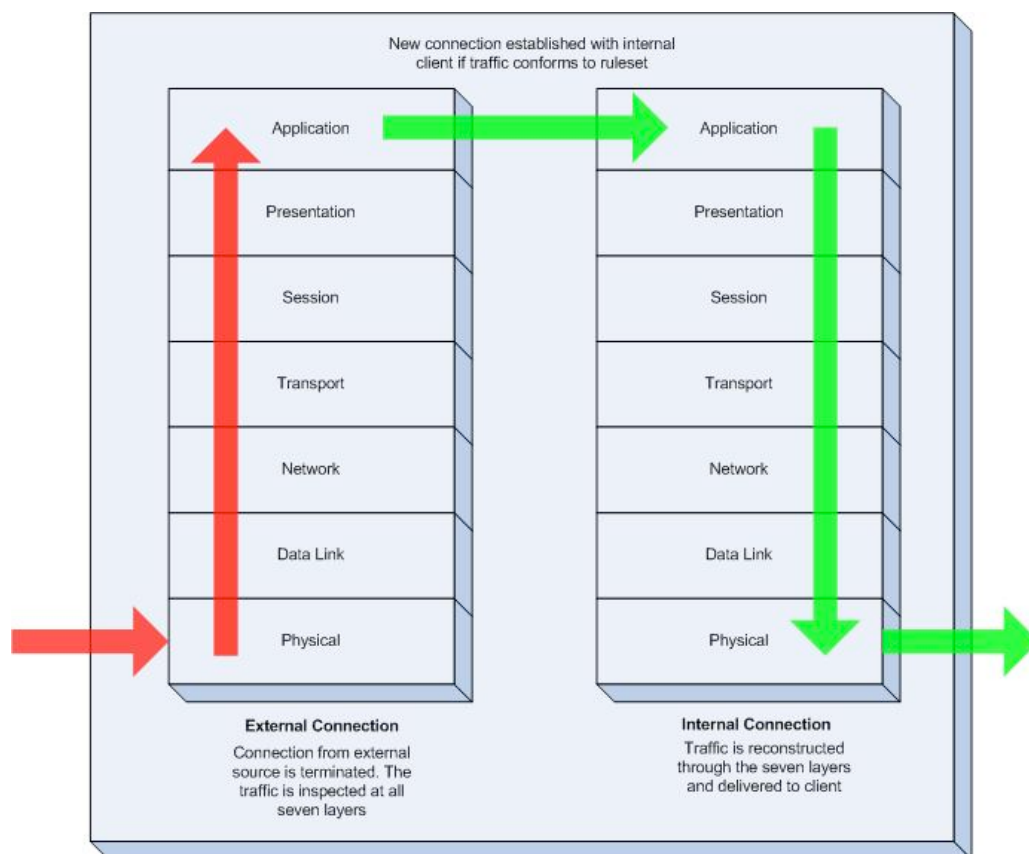 New connection established with internal
client if traffic conforms to ruleset
Application
Presentation
Session
Transport
Network
Data Link
Physical
External Connection
Connection from external
source is terminated. The
traffic is inspected at all
seven layers
Application
Presentation
Session
Transport
Network
Data Link
Physical
Internal Connection
Traffic is reconstructed
through the seven layers
and delivered to client